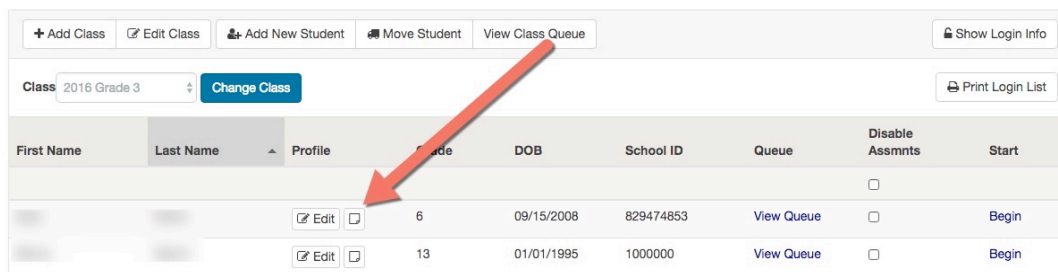 Add Class Edit Class Add New Student Move Student View Class Queue Show Login Info
Class 2016 Grade 3 Change Class Print Login List
First Name Last Name Profile DOB School ID Queue Disable Assmnts Start
Edit 6 09/15/2008 829474853 View Queue Begin
Edit 13 01/01/1995 1000000 View Queue Begin